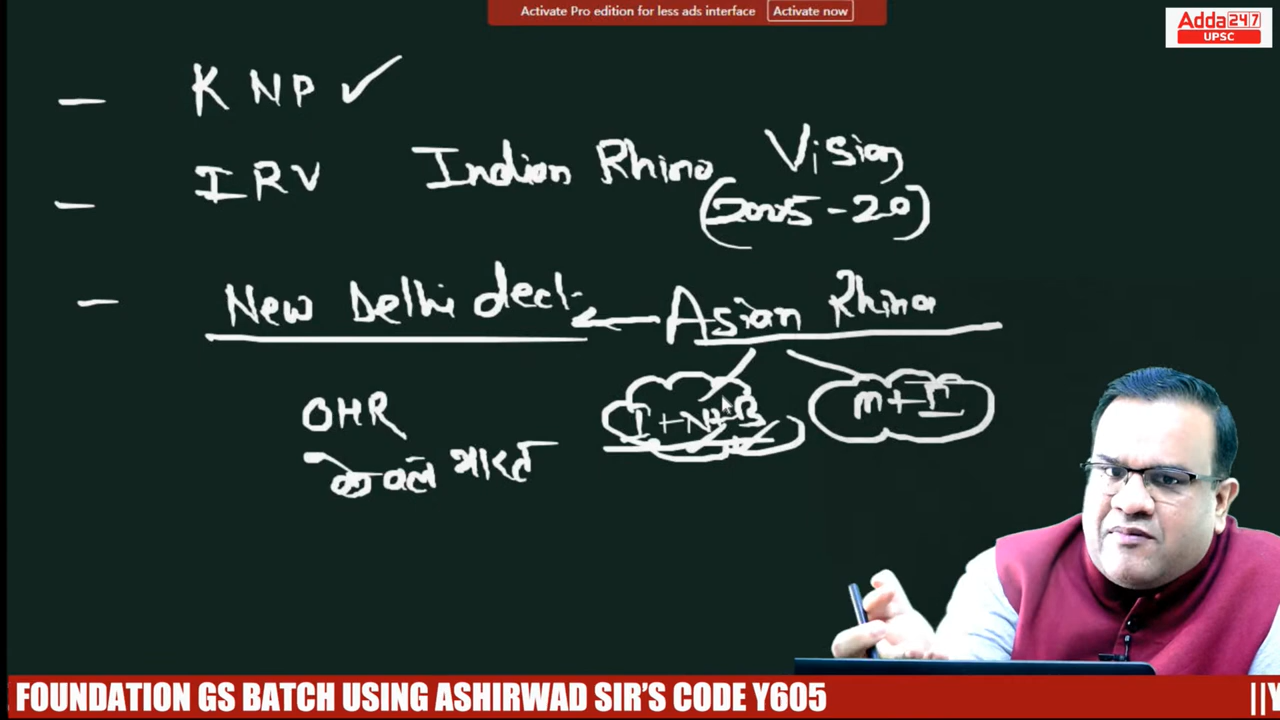 Activate Pro edition for less ads interface Activate now
Adda247
UPSC
– KNP ✓
– IRV Indian Rhino Vision
(2005-20)
– New Delhi decl. ← Asian Rhino
I+N+B M+I
OHR
केवल भारत
FOUNDATION GS BATCH USING ASHIRWAD SIR'S CODE Y605 ||Y